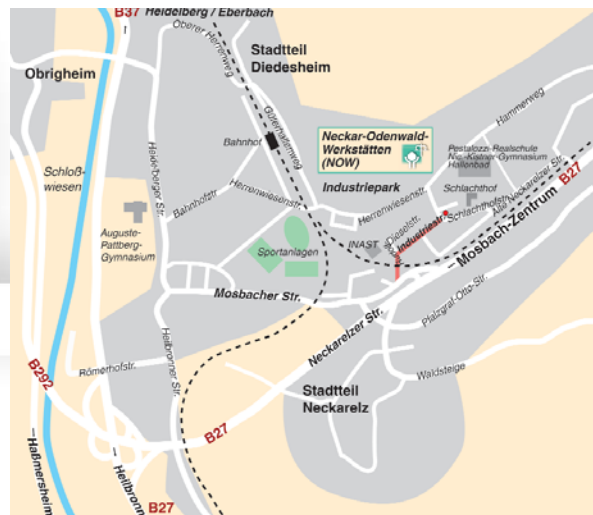 B37
Heidelberg / Eberbach
Oberer Herrenweg
Stadtteil
Diedesheim
Obrigheim
Güterhallenweg
Hammerweg
Neckar-Odenwald-
Werkstätten
(NOW)
Bahnhof
Pestalozzi-Realschule
Nic.-Kistner-Gymnasium
Hallenbad
Schloß-
wiesen
Heidelberger Str.
Industriepark
B27
Schlachthof
Alte Neckarelzer Str.
Bahnhofstr.
Herrenwiesenstr.
Herrenwiesenstr.
Schlachthofstr.
Mosbach-Zentrum
Auguste-
Pattberg-
Gymnasium
Dieselstr.
Industriestr.
Sportanlagen
INAST
Mosbacher Str.
Pfalzgraf-Otto-Str.
Neckarelzer Str.
Heilbronner Str.
Römerhofstr.
Waldsteige
B292
Stadtteil
Neckarelz
B27
Haßmersheim
Heilbronn
B27